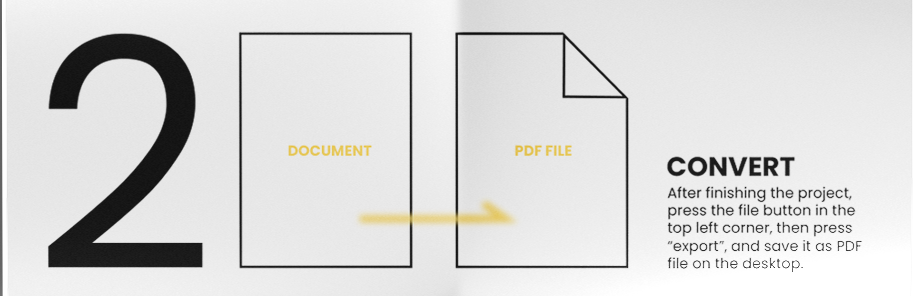 2
DOCUMENT
PDF FILE
CONVERT
After finishing the project,
press the file button in the
top left corner, then press
“export”, and save it as PDF
file on the desktop.